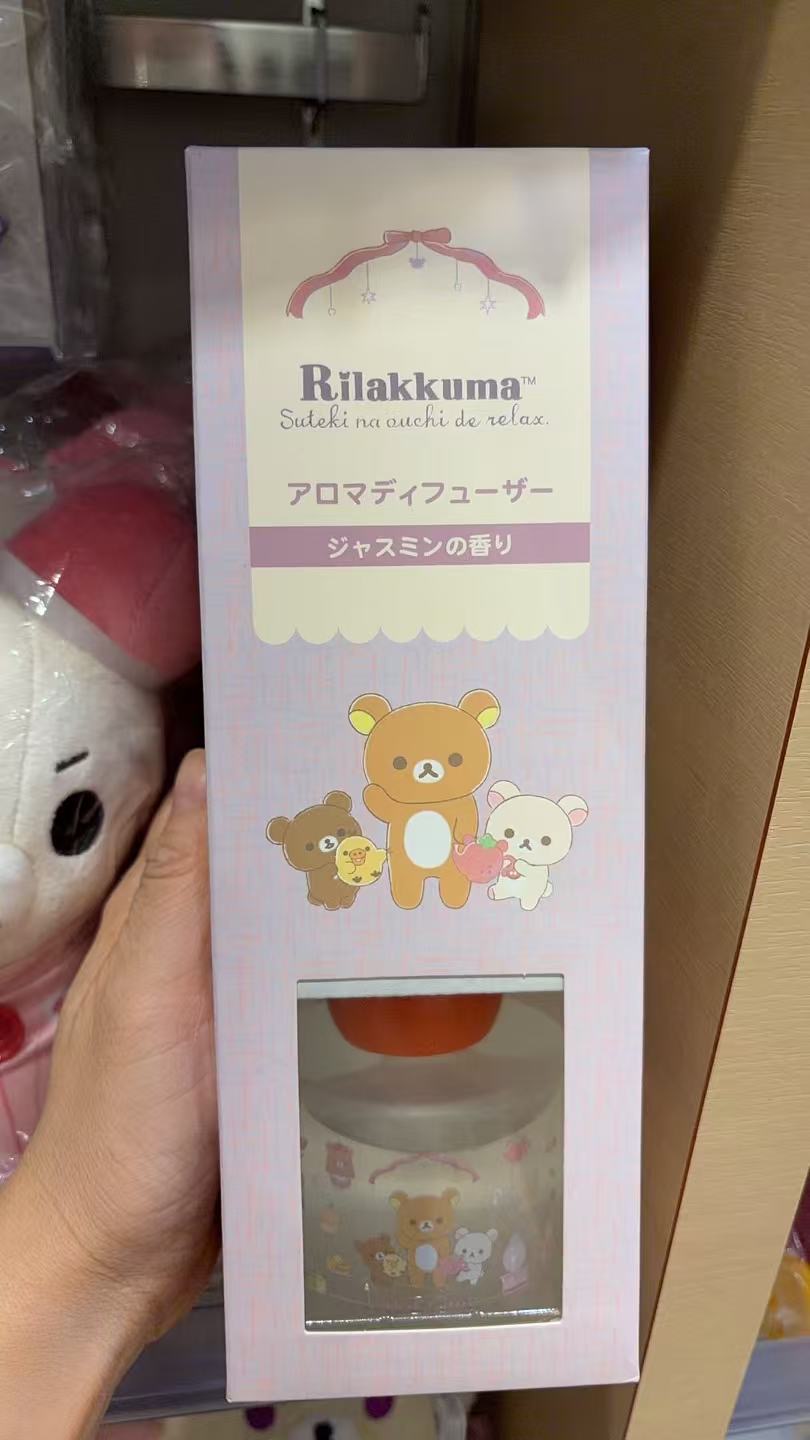 Rilakkuma™
Suteki na ouchi de relax.
アロマディフューザー
ジャスミンの香り